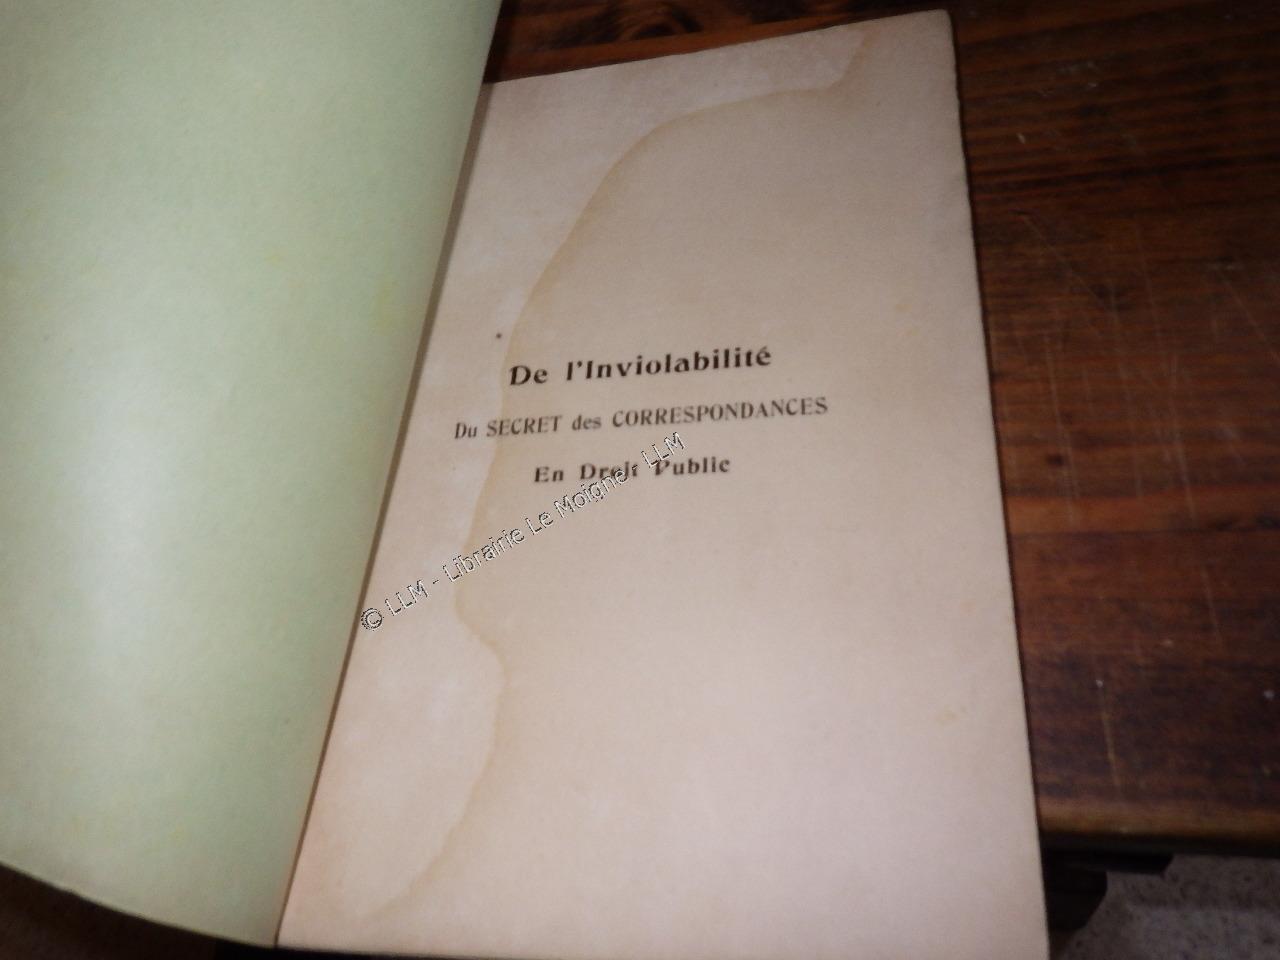 De l'Inviolabilité
Du SECRET des CORRESPONDANCES
En Droit Public
© LLM - Librairie Le Moigne - LLM